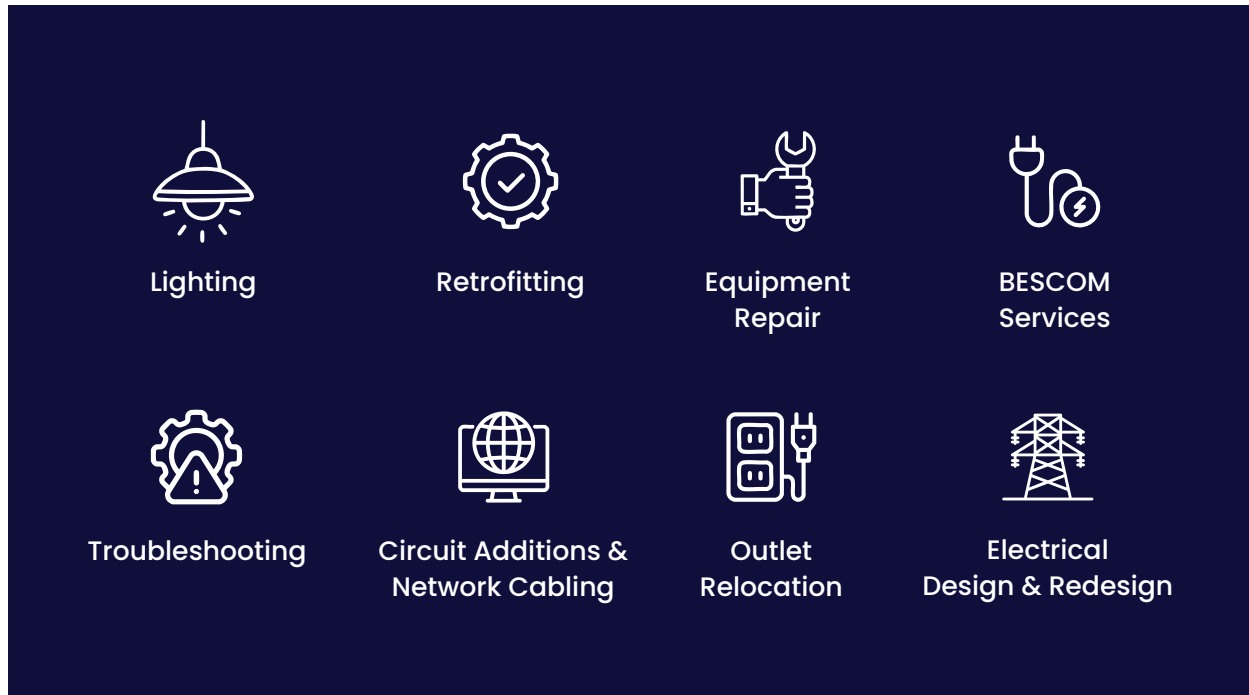 Lighting
Retrofitting
Equipment
Repair
BESCOM
Services
Troubleshooting
Circuit Additions &
Network Cabling
Outlet
Relocation
Electrical
Design & Redesign